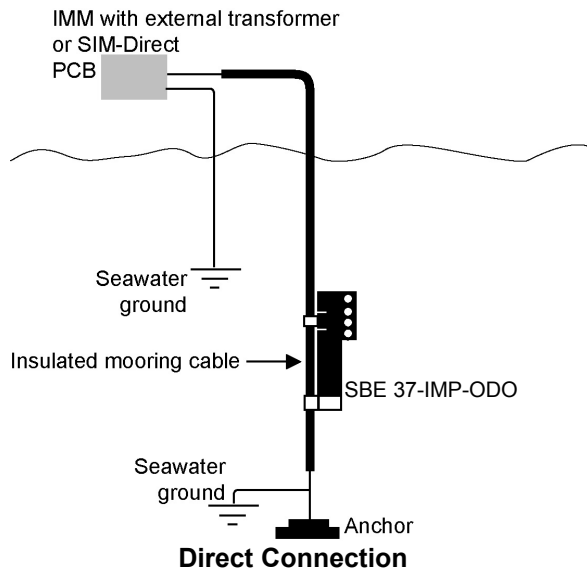 IMM with external transformer
or SIM-Direct
PCB
Seawater
ground
Insulated mooring cable
SBE 37-IMP-ODO
Seawater
ground
Anchor
Direct Connection